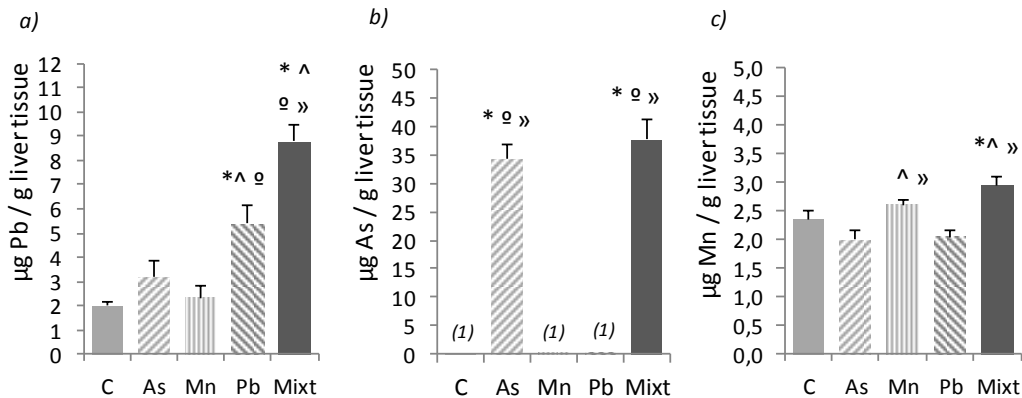 a)
µg Pb / g liver tissue
12
11
10
9
8
7
6
5
4
3
2
1
0
* ^
º »
*^ º
C As Mn Pb Mixt
b)
µg As / g liver tissue
50
45
40
35
30
25
20
15
10
5
0
* º »
* º »
(1) (1) (1)
C As Mn Pb Mixt
c)
µg Mn / g liver tissue
5,0
4,5
4,0
3,5
3,0
2,5
2,0
1,5
1,0
0,5
0,0
^ »
*^ »
C As Mn Pb Mixt